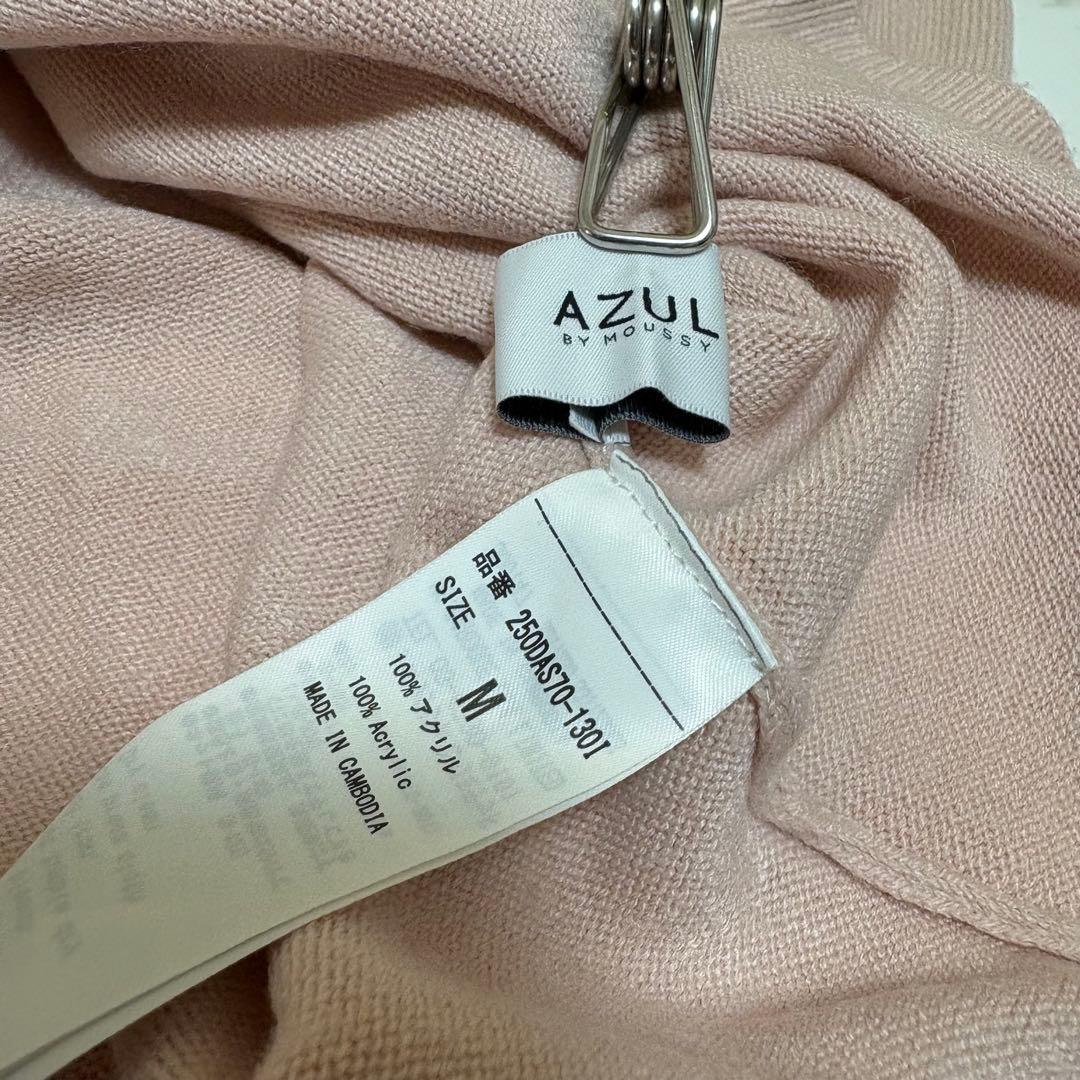 AZUL
BY MOUSSY
品番 250DAS70-130I
SIZE M
100% アクリル
100% Acrylic
MADE IN CAMBODIA